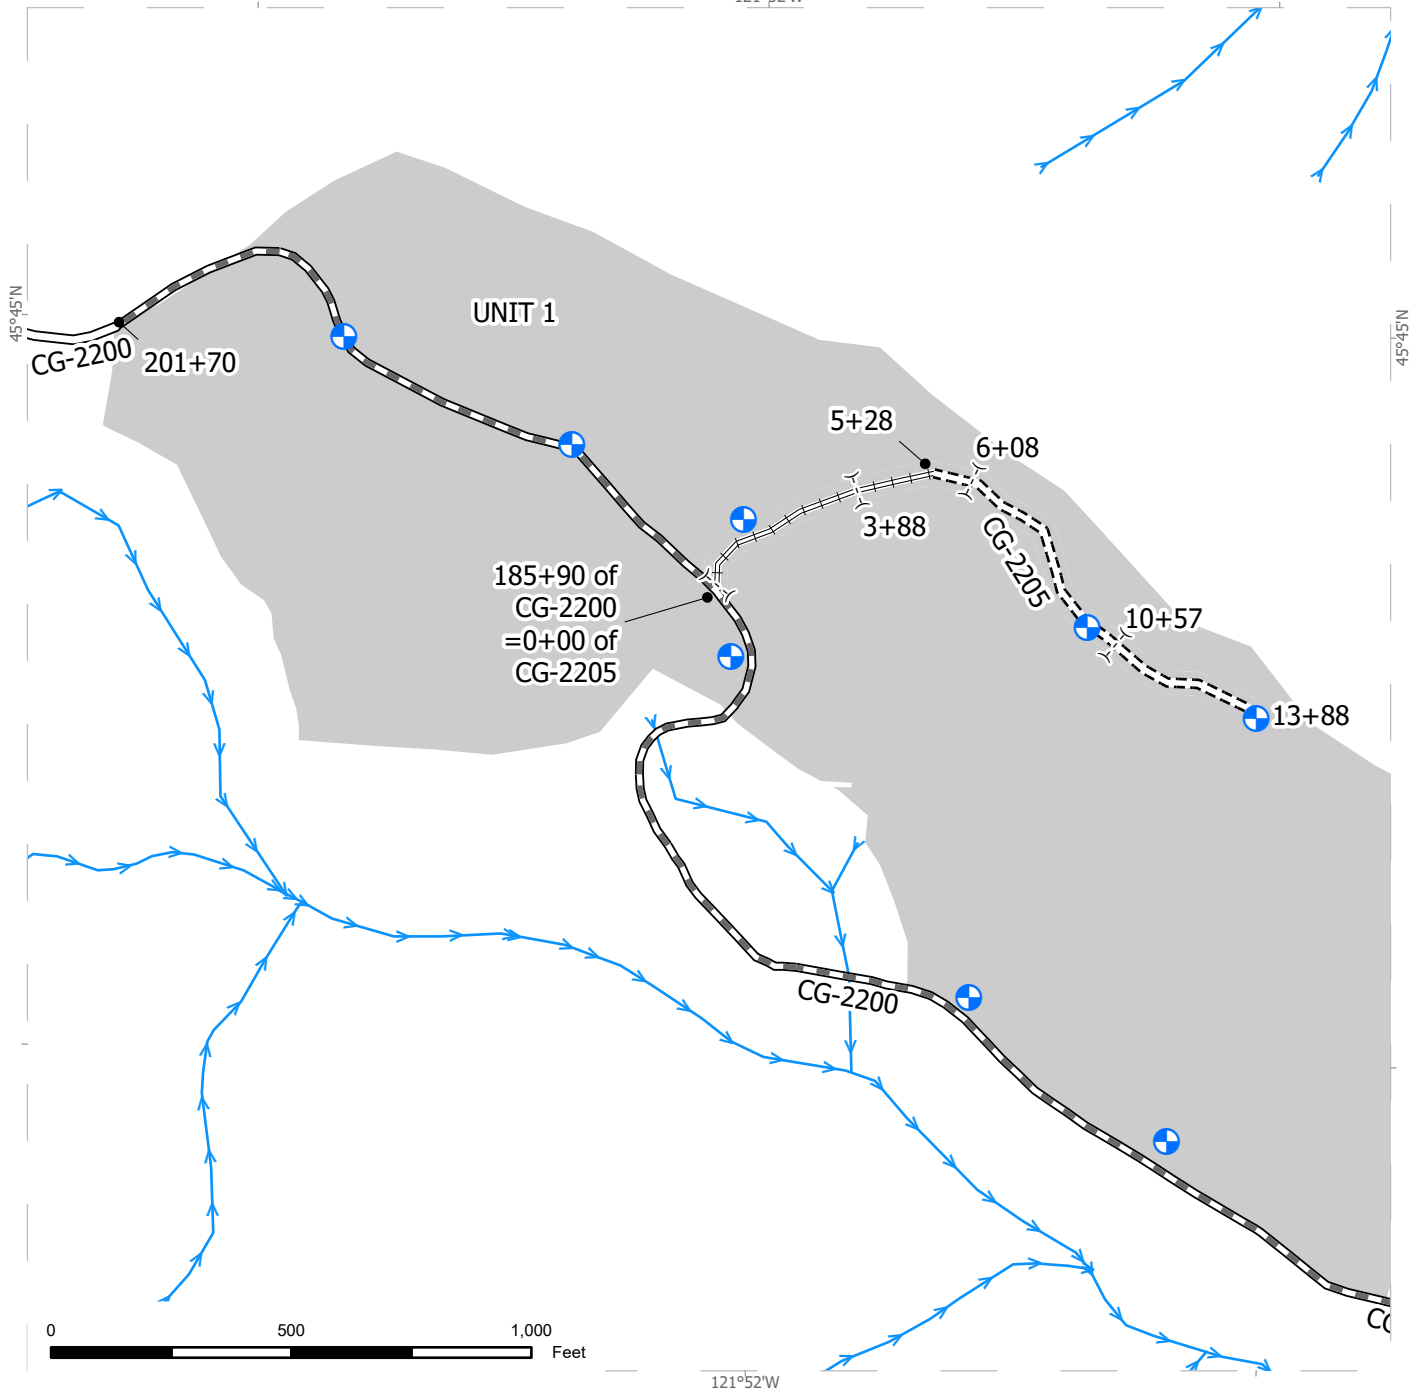 45°45'N
45°45'N
UNIT 1
CG-2200
201+70
5+28
6+08
3+88
CG-2205
185+90 of
CG-2200
=0+00 of
CG-2205
10+57
13+88
CG-2200
0 500 1,000
Feet
121°52'W